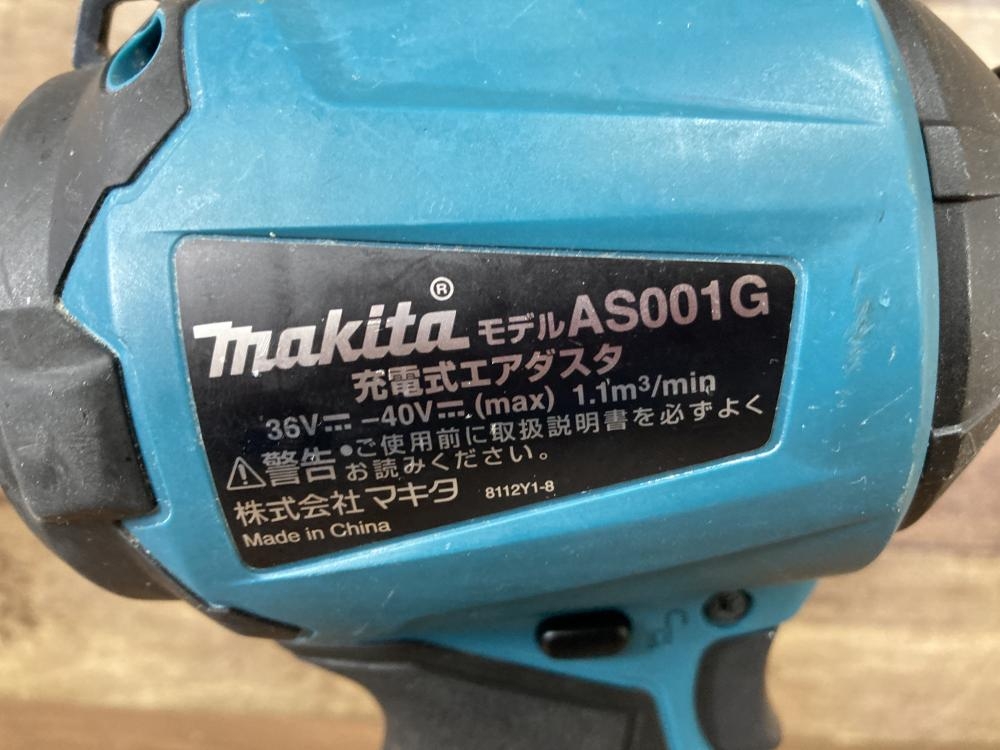 makita® モデルAS001G
充電式エアダスタ
36V⎓ –40V⎓ (max) 1.1m³/min
⚠警告 •ご使用前に取扱説明書を必ずよく
お読みください。
株式会社マキタ 8112Y1-8
Made in China